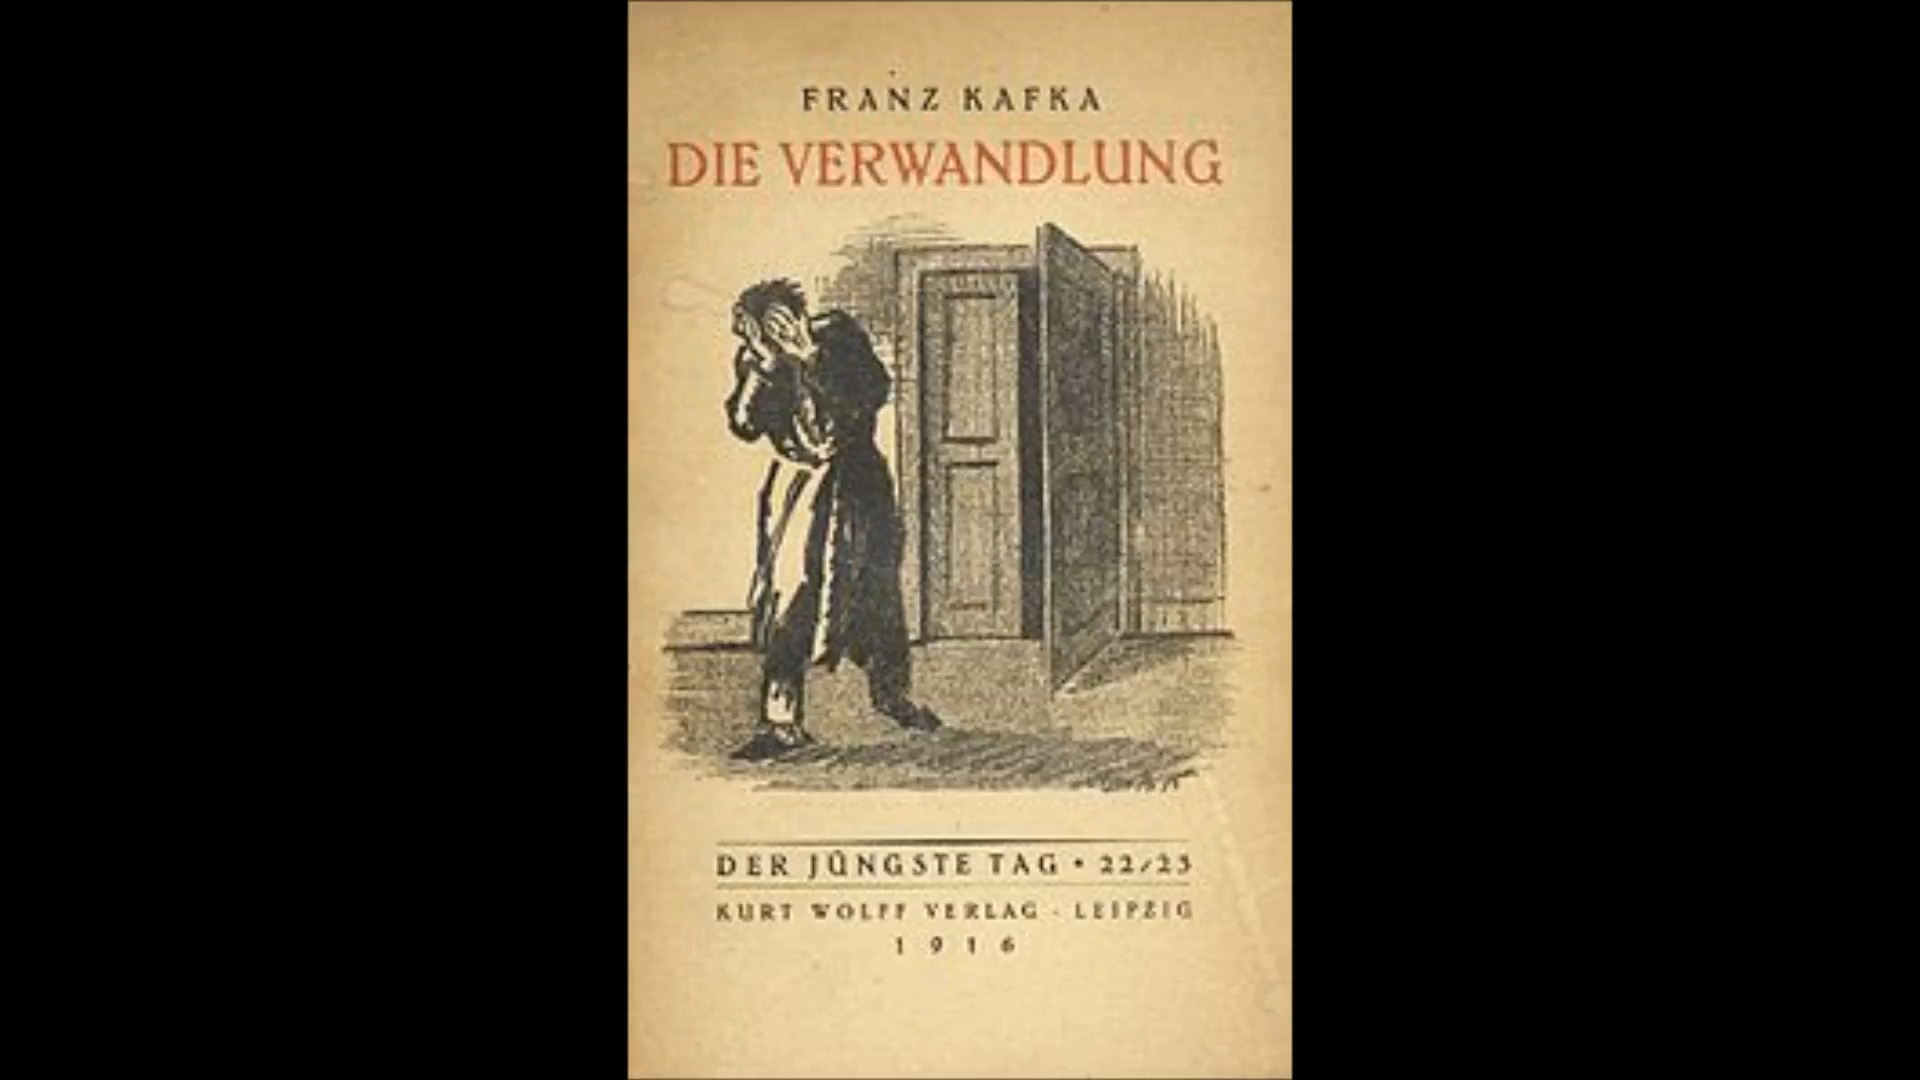 FRANZ KAFKA
DIE VERWANDLUNG
DER JÜNGSTE TAG • 22/23
KURT WOLFF VERLAG · LEIPZIG
1916